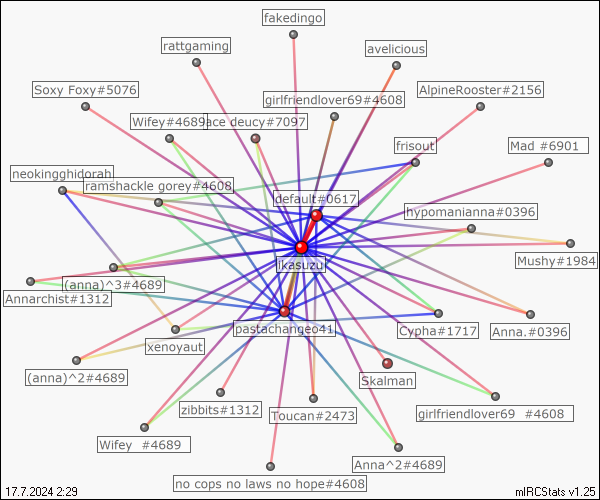 fakedingo
rattgaming
avelicious
Soxy Foxy#5076
girlfriendlover69#4608
AlpineRooster#2156
Wifey#4689
ace deucy#7097
frisout
Mad #6901
neokingghidorah
ramshackle gorey#4608
default#0617
hypomanianna#0396
ikasuzu
Mushy#1984
(anna)^3#4689
Annarchist#1312
pastachangeo41
Cypha#1717
Anna.#0396
xenoyaut
(anna)^2#4689
Skalman
zibbits#1312
Toucan#2473
girlfriendlover69 #4608
Wifey #4689
Anna^2#4689
no cops no laws no hope#4608
17.7.2024 2:29
mIRCStats v1.25